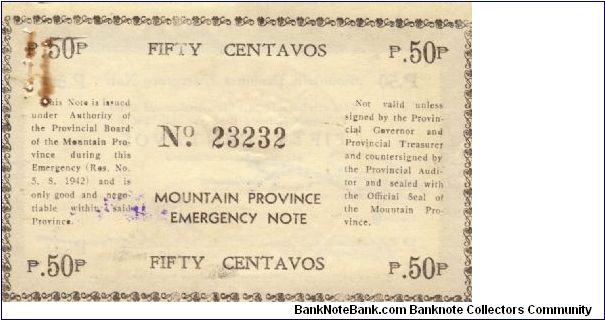 ₱.50₱ FIFTY CENTAVOS ₱.50₱
This Note is issued
under Authority of
the Provincial Board
of the Mountain Pro-
vince during this
Emergency (Res. No.
5, S. 1942) and is
only good and nego-
tiable within said
Province.
Nº 23232
MOUNTAIN PROVINCE
EMERGENCY NOTE
Not valid unless
signed by the Provin-
cial Governor and
Provincial Treasurer
and countersigned by
the Provincial Audi-
tor and sealed with
the Official Seal of
the Mountain Pro-
vince.
₱.50₱ FIFTY CENTAVOS ₱.50₱
BankNoteBank.com Banknote Collectors Community